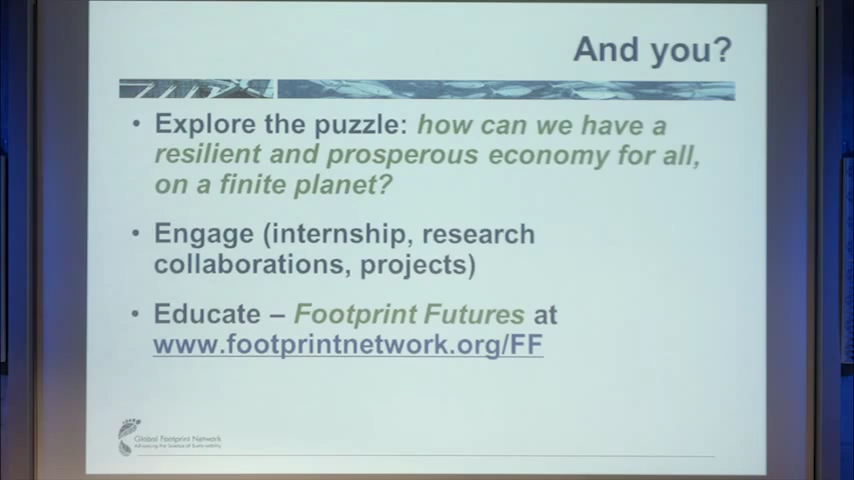 And you?
• Explore the puzzle: how can we have a
resilient and prosperous economy for all,
on a finite planet?
• Engage (internship, research
collaborations, projects)
• Educate – Footprint Futures at
www.footprintnetwork.org/FF
Global Footprint Network
Advancing the Science of Sustainability